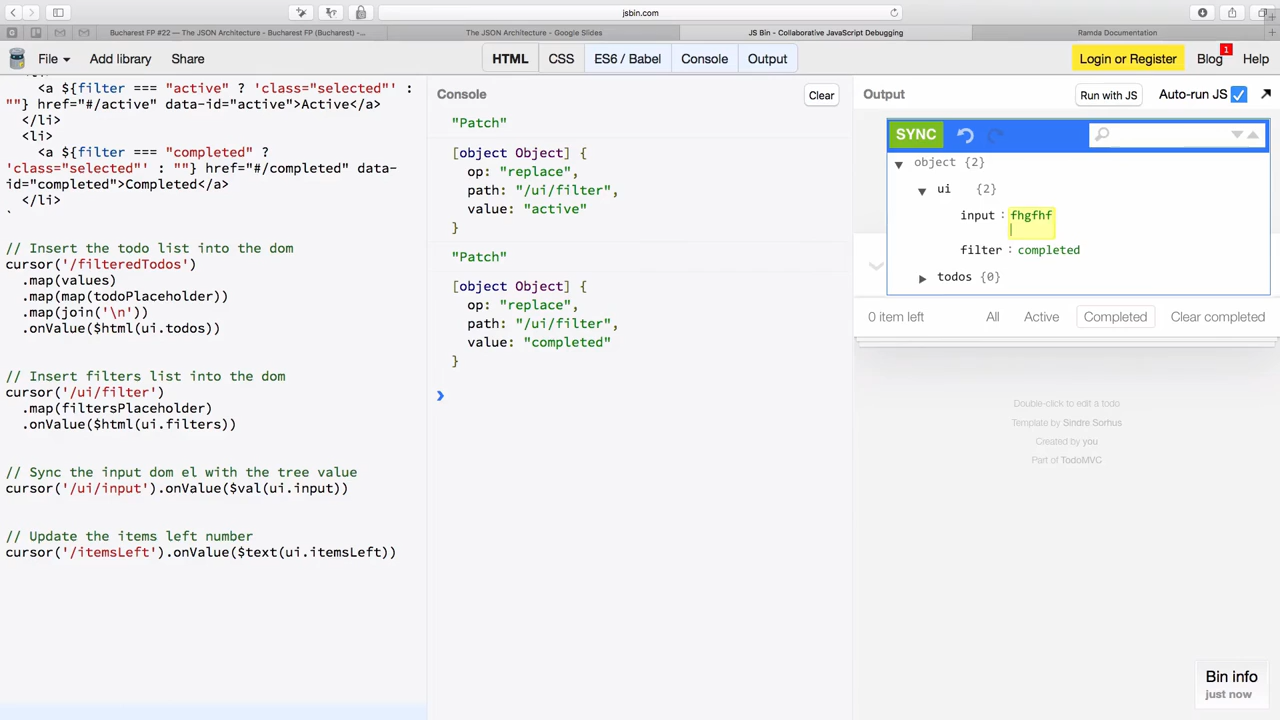 jsbin.com
Bucharest FP #22 — The JSON Architecture - Bucharest FP (Bucharest) -...
The JSON Architecture - Google Slides
JS Bin - Collaborative JavaScript Debugging
Ramda Documentation
File
Add library
Share
HTML
CSS
ES6 / Babel
Console
Output
Login or Register
Blog
1
Help
<a ${filter === "active" ? 'class="selected"' :
""} href="#/active" data-id="active">Active</a>
</li>
<li>
<a ${filter === "completed" ?
'class="selected"' : ""} href="#/completed" data-
id="completed">Completed</a>
</li>
`
// Insert the todo list into the dom
cursor('/filteredTodos')
.map(values)
.map(map(todoPlaceholder))
.map(join('\n'))
.onValue($html(ui.todos))
// Insert filters list into the dom
cursor('/ui/filter')
.map(filtersPlaceholder)
.onValue($html(ui.filters))
// Sync the input dom el with the tree value
cursor('/ui/input').onValue($val(ui.input))
// Update the items left number
cursor('/itemsLeft').onValue($text(ui.itemsLeft))
Console
Clear
"Patch"
[object Object] {
op: "replace",
path: "/ui/filter",
value: "active"
}
"Patch"
[object Object] {
op: "replace",
path: "/ui/filter",
value: "completed"
}
Output
Run with JS
Auto-run JS
SYNC
object {2}
ui {2}
input : fhgfhf
filter : completed
todos {0}
0 item left
All
Active
Completed
Clear completed
Double-click to edit a todo
Template by Sindre Sorhus
Created by you
Part of TodoMVC
Bin info
just now